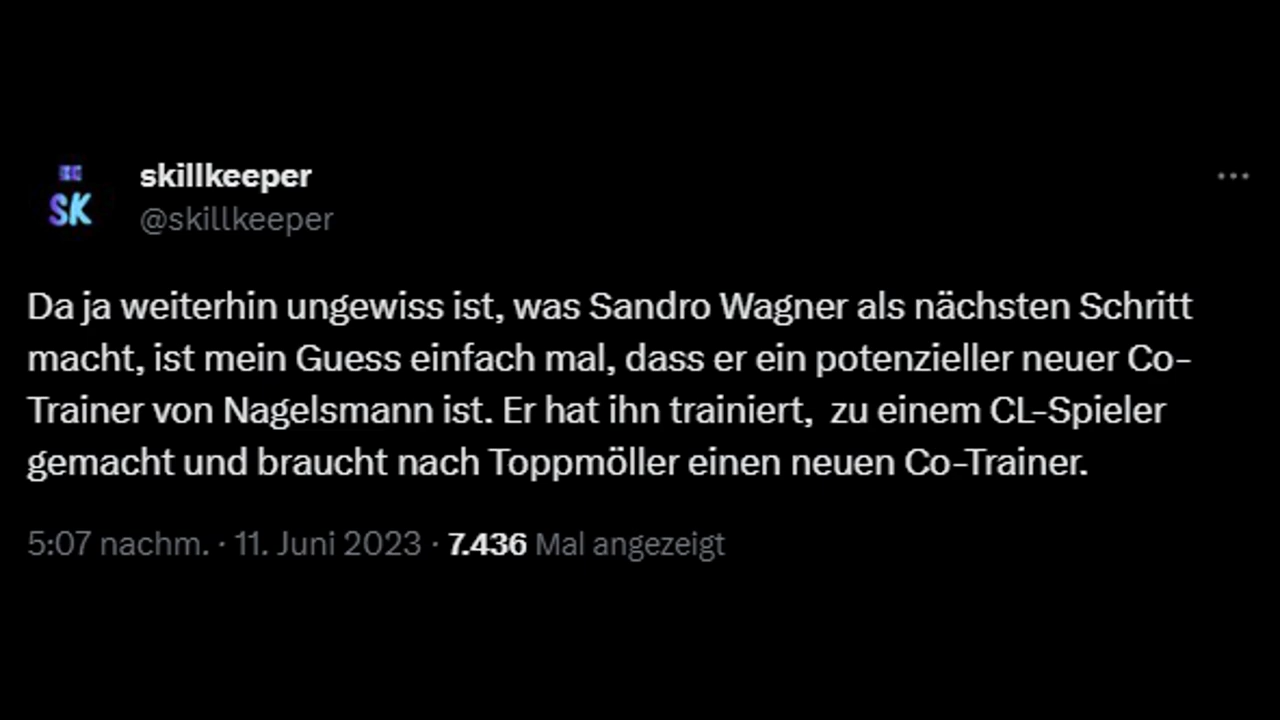 skillkeeper
SK
@skillkeeper
Da ja weiterhin ungewiss ist, was Sandro Wagner als nächsten Schritt
macht, ist mein Guess einfach mal, dass er ein potenzieller neuer Co-
Trainer von Nagelsmann ist. Er hat ihn trainiert,  zu einem CL-Spieler
gemacht und braucht nach Toppmöller einen neuen Co-Trainer.
5:07 nachm. · 11. Juni 2023 · 7.436 Mal angezeigt